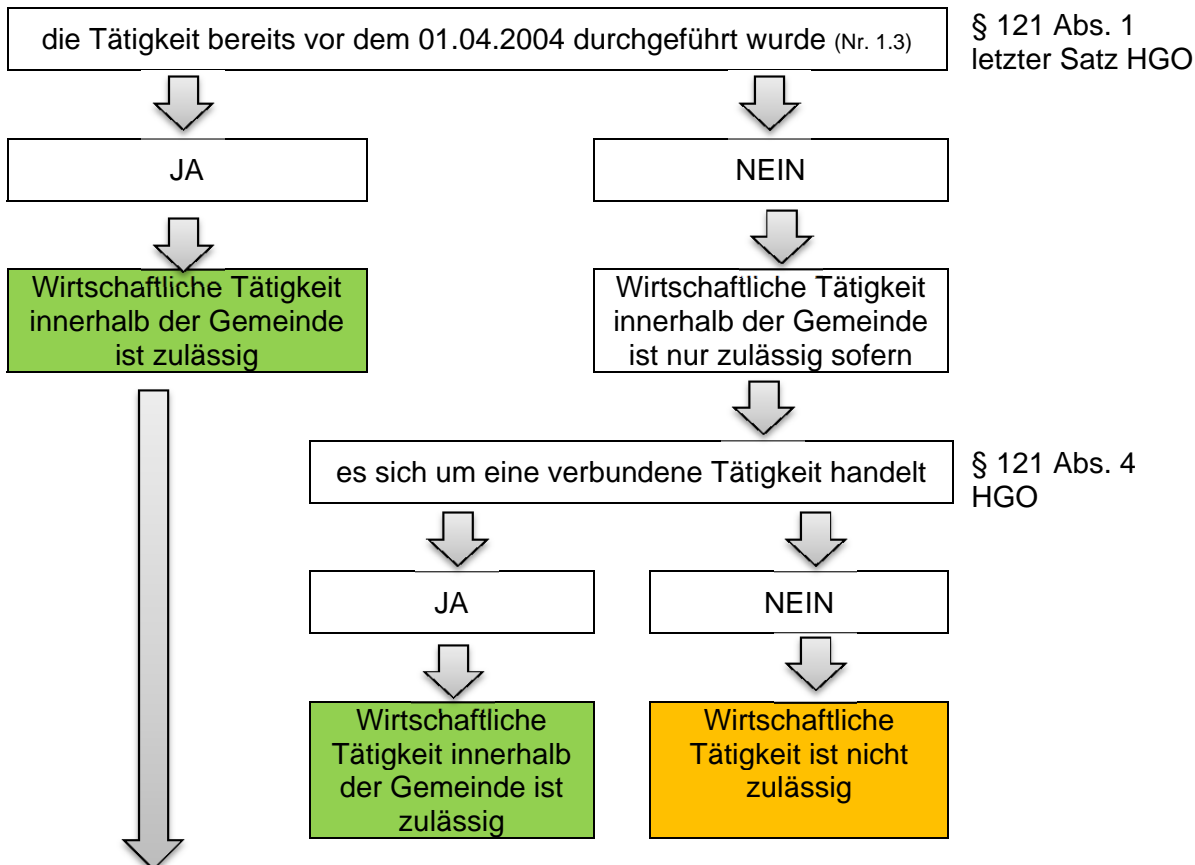 die Tätigkeit bereits vor dem 01.04.2004 durchgeführt wurde (Nr. 1.3)
§ 121 Abs. 1
letzter Satz HGO
JA
NEIN
Wirtschaftliche Tätigkeit
innerhalb der Gemeinde
ist zulässig
Wirtschaftliche Tätigkeit
innerhalb der Gemeinde
ist nur zulässig sofern
es sich um eine verbundene Tätigkeit handelt
§ 121 Abs. 4
HGO
JA
NEIN
Wirtschaftliche
Tätigkeit innerhalb
der Gemeinde ist
zulässig
Wirtschaftliche
Tätigkeit ist nicht
zulässig